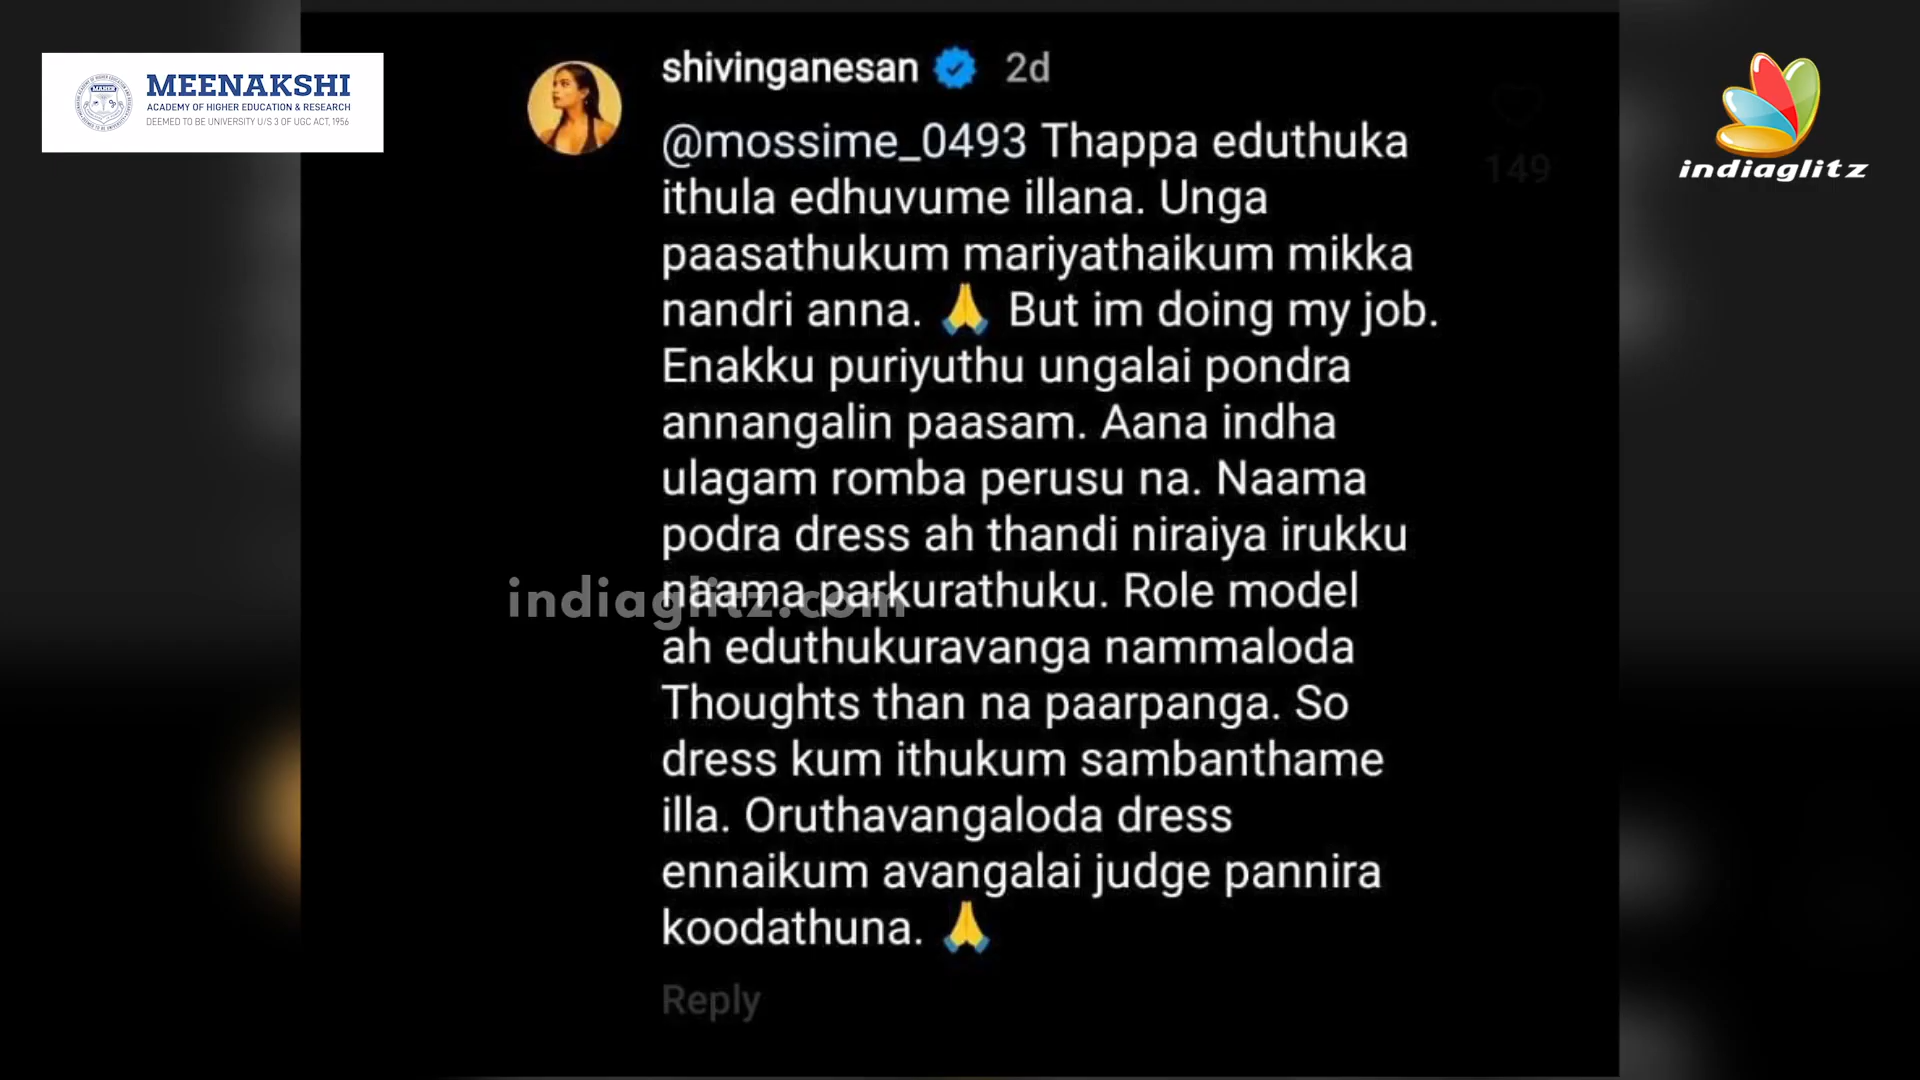 MEENAKSHI
ACADEMY OF HIGHER EDUCATION & RESEARCH
DEEMED TO BE UNIVERSITY U/S 3 OF UGC ACT, 1956
indiaglitz
shivinganesan 2d
149
@mossime_0493 Thappa eduthuka
ithula edhuvume illana. Unga
paasathukum mariyathaikum mikka
nandri anna. 🙏 But im doing my job.
Enakku puriyuthu ungalai pondra
annangalin paasam. Aana indha
ulagam romba perusu na. Naama
podra dress ah thandi niraiya irukku
naama parkurathuku. Role model
indiaglitz.com
ah eduthukuravanga nammaloda
Thoughts than na paarpanga. So
dress kum ithukum sambanthame
illa. Oruthavangaloda dress
ennaikum avangalai judge pannira
koodathuna. 🙏
Reply